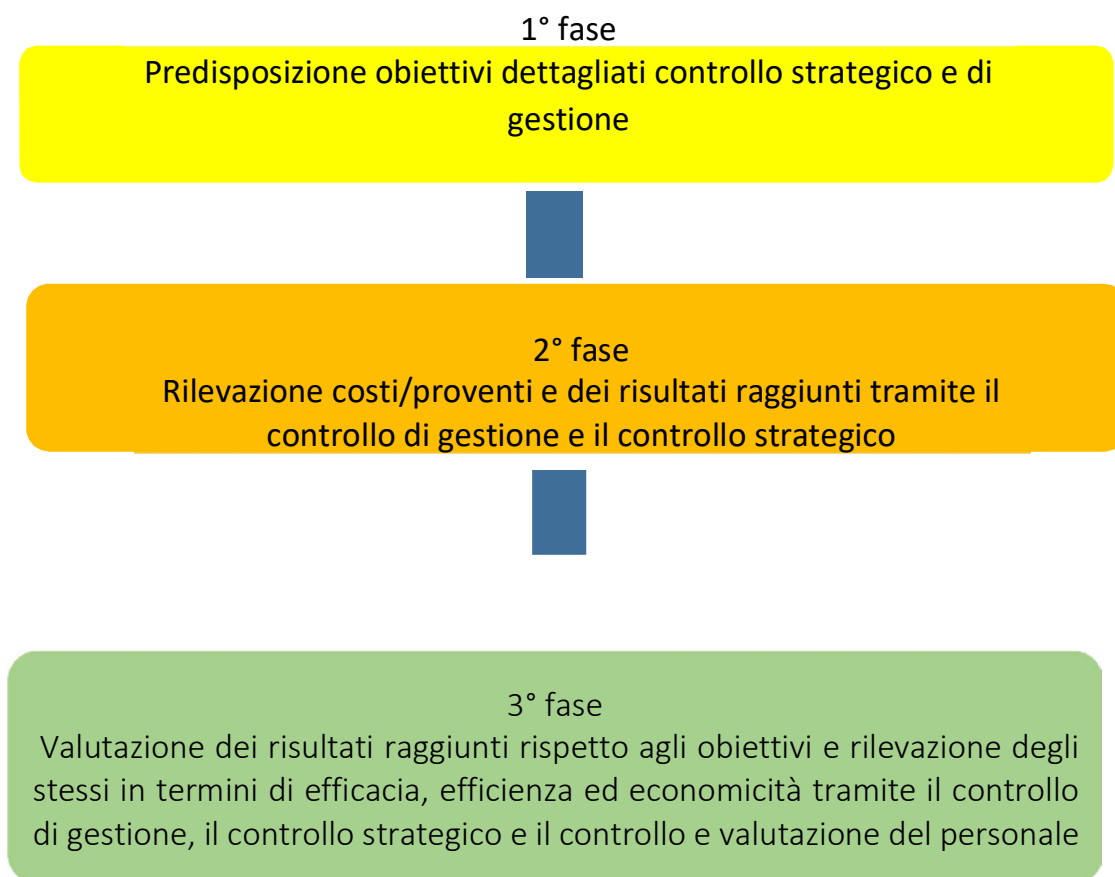 1° fase
Predisposizione obiettivi dettagliati controllo strategico e di
gestione
2° fase
Rilevazione costi/proventi e dei risultati raggiunti tramite il
controllo di gestione e il controllo strategico
3° fase
Valutazione dei risultati raggiunti rispetto agli obiettivi e rilevazione degli
stessi in termini di efficacia, efficienza ed economicità tramite il controllo
di gestione, il controllo strategico e il controllo e valutazione del personale